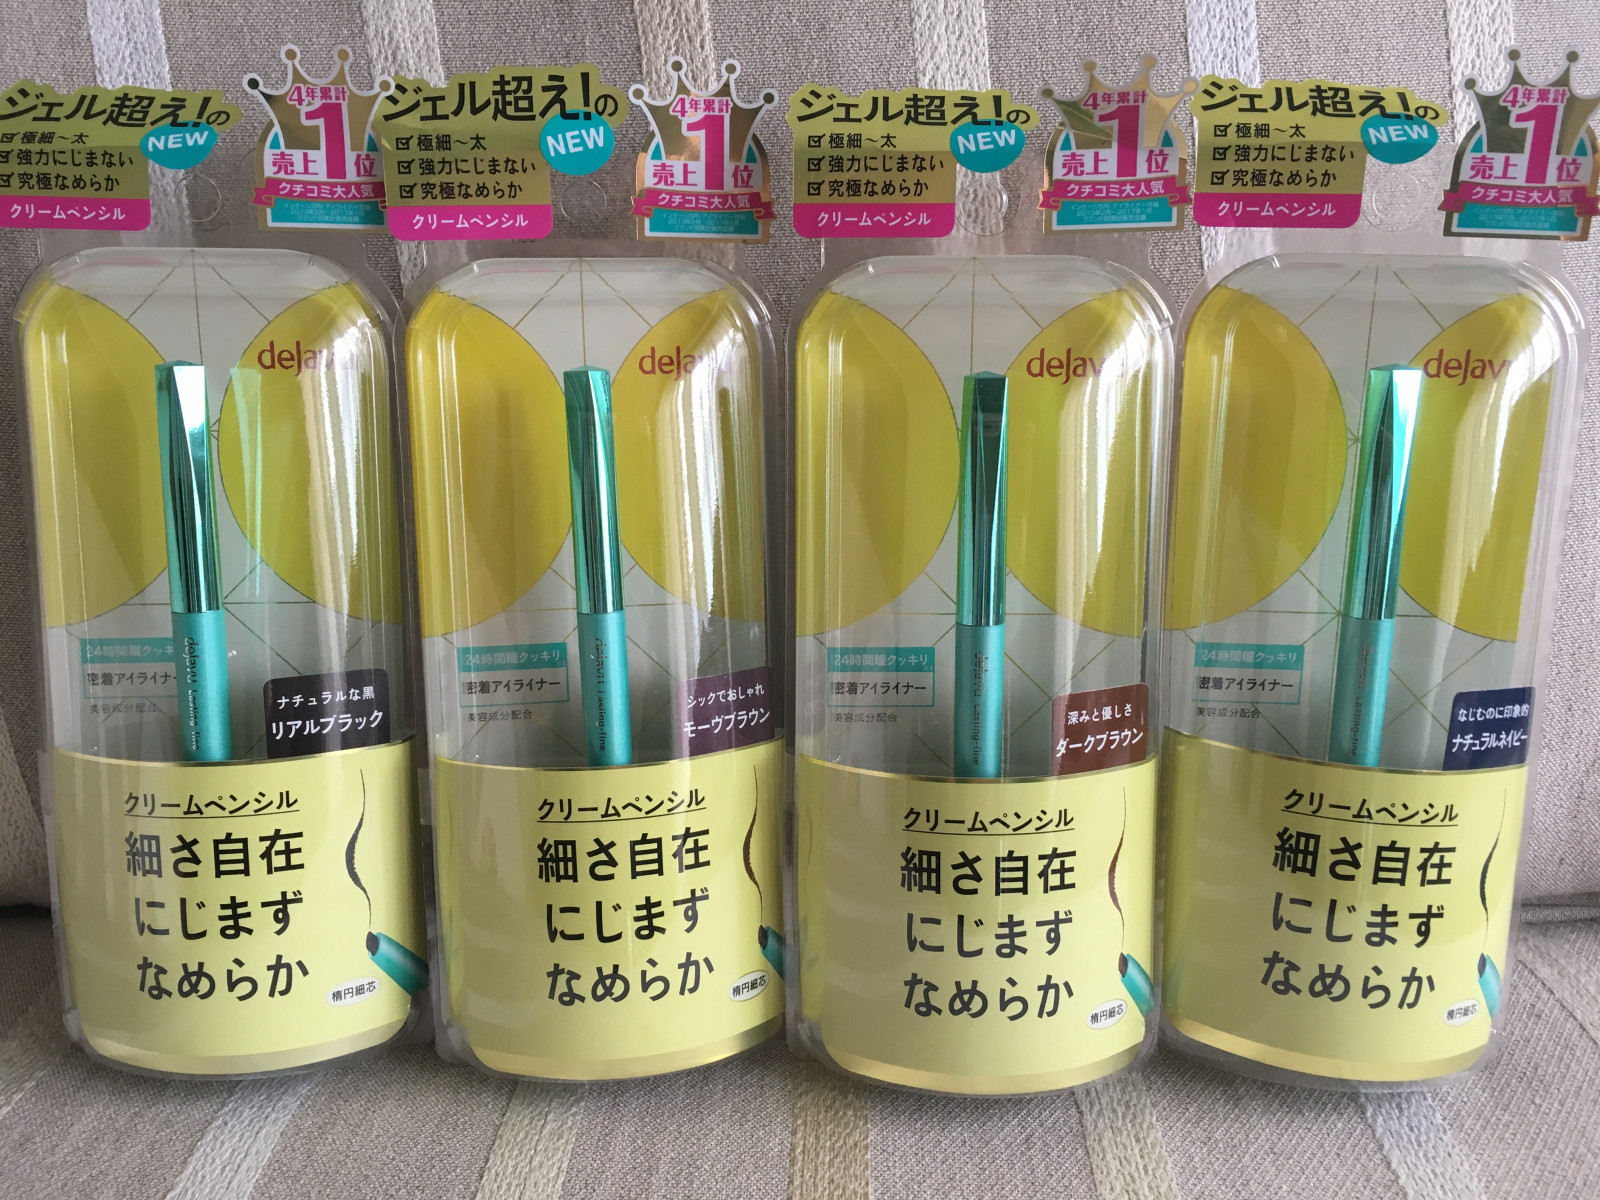 ジェル超え!の
NEW
極細〜太
強力にじまない
究極なめらか
クリームペンシル
4年累計
売上1位
クチコミ大人気
dejavu
dejavu Lasting-fine
24時間瞳クッキリ
密着アイライナー
美容成分配合
ナチュラルな黒
リアルブラック
クリームペンシル
細さ自在
にじまず
なめらか
楕円細芯
ジェル超え!の
NEW
極細〜太
強力にじまない
究極なめらか
クリームペンシル
4年累計
売上1位
クチコミ大人気
dejavu
dejavu Lasting-fine
24時間瞳クッキリ
密着アイライナー
美容成分配合
シックでおしゃれ
モーヴブラウン
クリームペンシル
細さ自在
にじまず
なめらか
楕円細芯
ジェル超え!の
NEW
極細〜太
強力にじまない
究極なめらか
クリームペンシル
4年累計
売上1位
クチコミ大人気
dejavu
dejavu Lasting-fine
24時間瞳クッキリ
密着アイライナー
美容成分配合
深みと優しさ
ダークブラウン
クリームペンシル
細さ自在
にじまず
なめらか
楕円細芯
ジェル超え!の
NEW
極細〜太
強力にじまない
究極なめらか
クリームペンシル
4年累計
売上1位
クチコミ大人気
dejavu
dejavu Lasting-fine
24時間瞳クッキリ
密着アイライナー
美容成分配合
なじむのに印象的
ナチュラルネイビー
クリームペンシル
細さ自在
にじまず
なめらか
楕円細芯